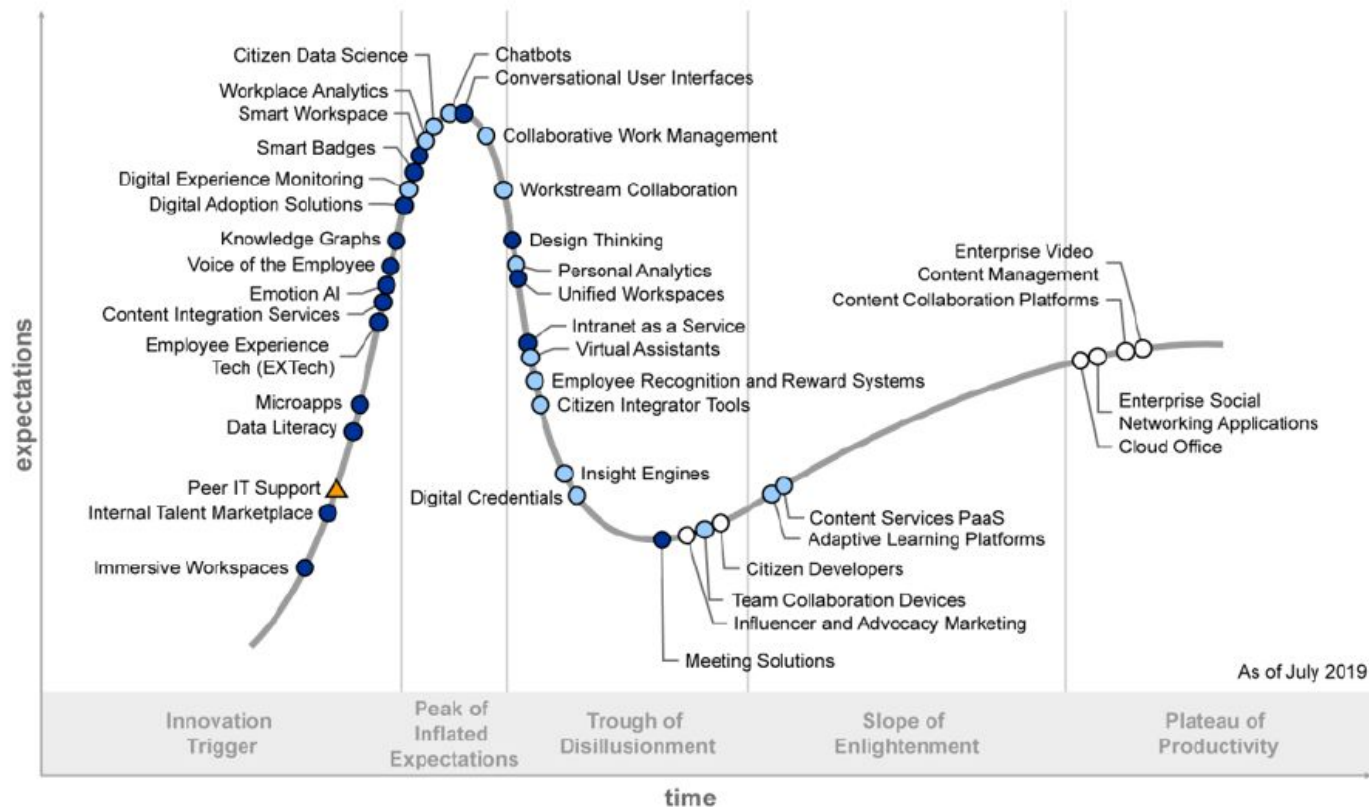 expectations
Citizen Data Science
Workplace Analytics
Smart Workspace
Smart Badges
Digital Experience Monitoring
Digital Adoption Solutions
Knowledge Graphs
Voice of the Employee
Emotion AI
Content Integration Services
Employee Experience
Tech (EXTech)
Microapps
Data Literacy
Peer IT Support
Internal Talent Marketplace
Immersive Workspaces
Chatbots
Conversational User Interfaces
Collaborative Work Management
Workstream Collaboration
Design Thinking
Personal Analytics
Unified Workspaces
Intranet as a Service
Virtual Assistants
Employee Recognition and Reward Systems
Citizen Integrator Tools
Insight Engines
Digital Credentials
Content Services PaaS
Adaptive Learning Platforms
Citizen Developers
Team Collaboration Devices
Influencer and Advocacy Marketing
Meeting Solutions
Enterprise Video
Content Management
Content Collaboration Platforms
Enterprise Social
Networking Applications
Cloud Office
As of July 2019
Innovation
Trigger
Peak of
Inflated
Expectations
Trough of
Disillusionment
Slope of
Enlightenment
Plateau of
Productivity
time